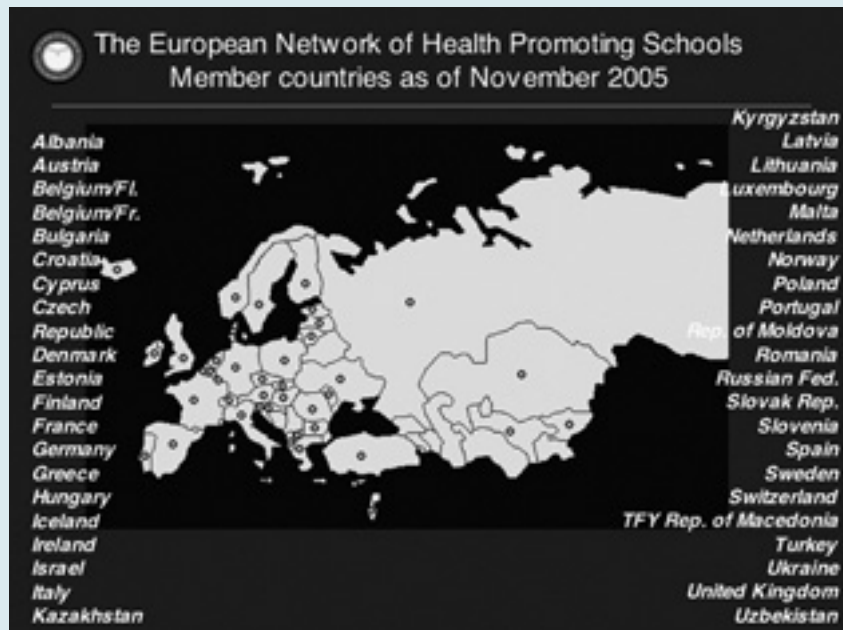 The European Network of Health Promoting Schools
Member countries as of November 2005
Albania
Austria
Belgium/Fl.
Belgium/Fr.
Bulgaria
Croatia
Cyprus
Czech
Republic
Denmark
Estonia
Finland
France
Germany
Greece
Hungary
Iceland
Ireland
Israel
Italy
Kazakhstan
Kyrgyzstan
Latvia
Lithuania
Luxembourg
Malta
Netherlands
Norway
Poland
Portugal
Rep. of Moldova
Romania
Russian Fed.
Slovak Rep.
Slovenia
Spain
Sweden
Switzerland
TFY Rep. of Macedonia
Turkey
Ukraine
United Kingdom
Uzbekistan